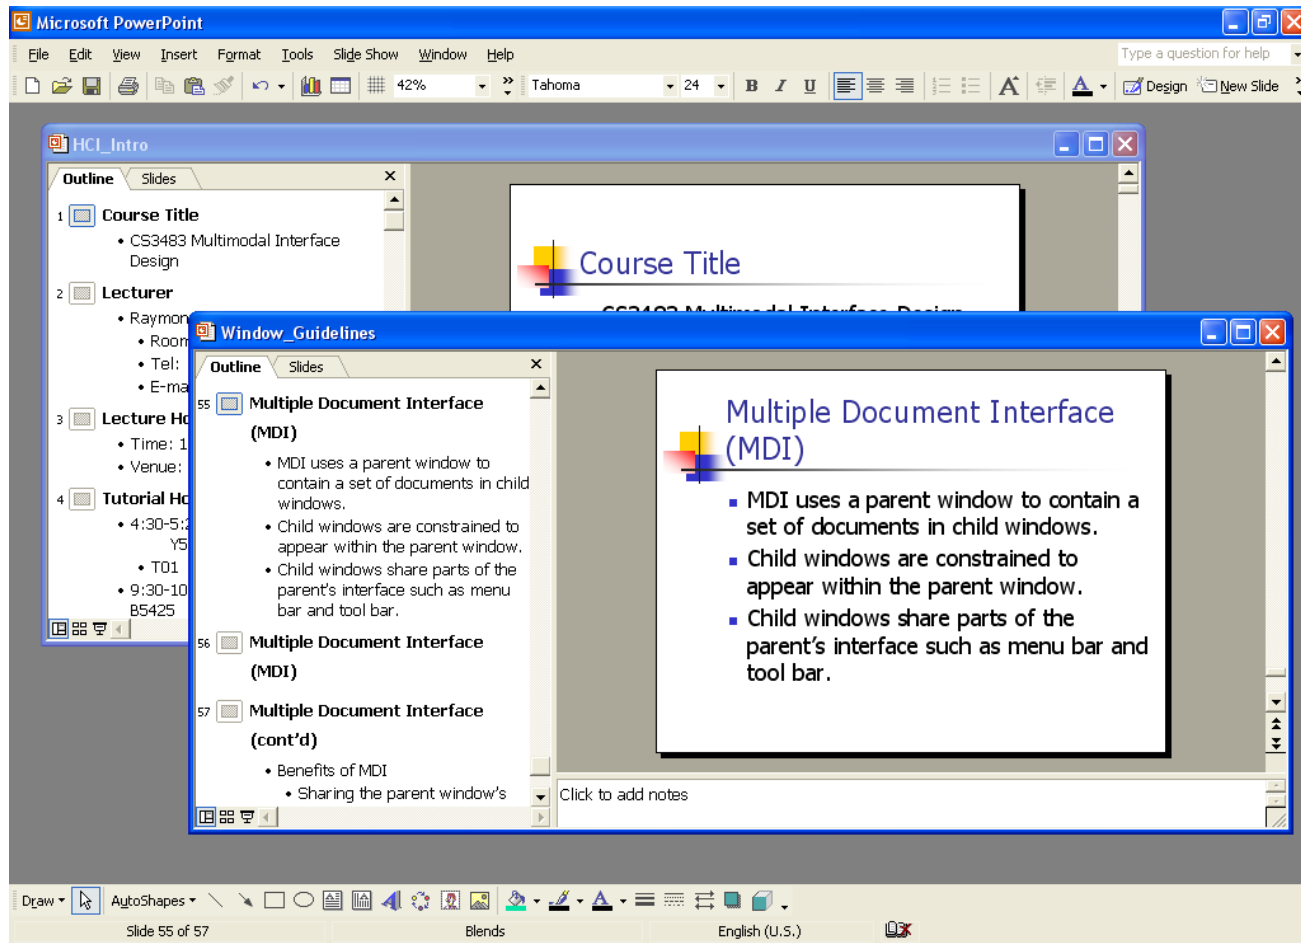 Microsoft PowerPoint
File Edit View Insert Format Tools Slide Show Window Help
Type a question for help
42% Tahoma 24 B I U A A Design New Slide
HCI_Intro
Outline Slides
1 Course Title
• CS3483 Multimodal Interface
Design
2 Lecturer
• Raymon
• Room
• Tel:
• E-ma
3 Lecture Ho
• Time: 1
• Venue:
4 Tutorial Ho
• 4:30-5:2
Y5
• T01
• 9:30-10
B5425
Course Title
CS3483 Multimodal Interface Design
Window_Guidelines
Outline Slides
55 Multiple Document Interface
(MDI)
• MDI uses a parent window to
contain a set of documents in child
windows.
• Child windows are constrained to
appear within the parent window.
• Child windows share parts of the
parent's interface such as menu
bar and tool bar.
56 Multiple Document Interface
(MDI)
57 Multiple Document Interface
(cont'd)
• Benefits of MDI
• Sharing the parent window's
Multiple Document Interface
(MDI)
MDI uses a parent window to contain a
set of documents in child windows.
Child windows are constrained to
appear within the parent window.
Child windows share parts of the
parent's interface such as menu bar and
tool bar.
Click to add notes
Draw AutoShapes
Slide 55 of 57 Blends English (U.S.)